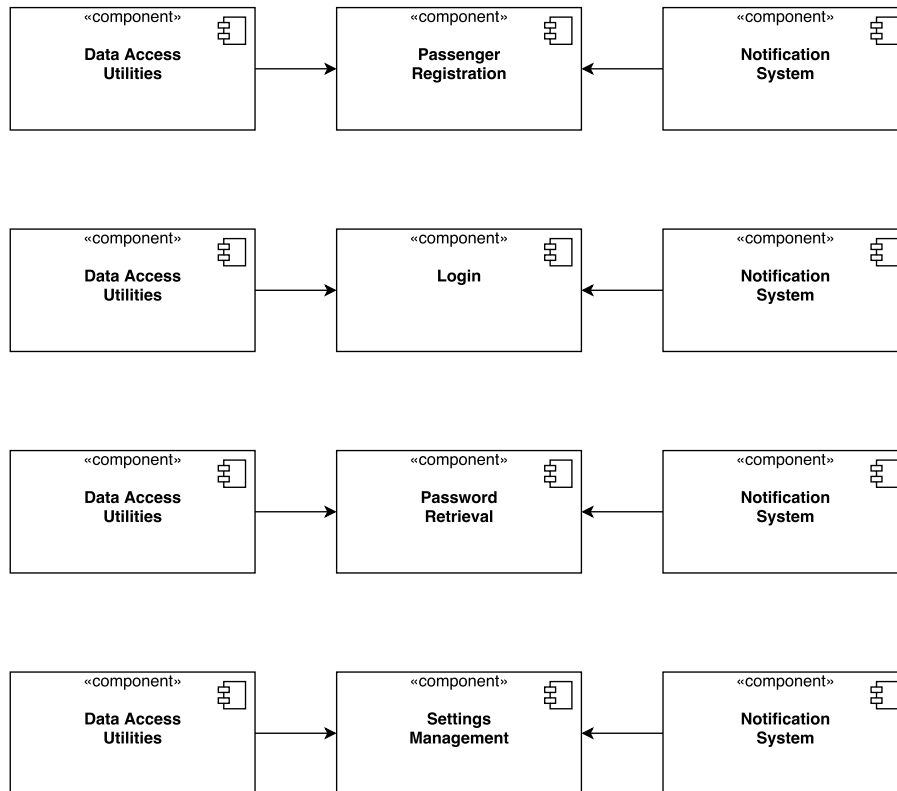 «component»
Data Access
Utilities
«component»
Passenger
Registration
«component»
Notification
System
«component»
Data Access
Utilities
«component»
Login
«component»
Notification
System
«component»
Data Access
Utilities
«component»
Password
Retrieval
«component»
Notification
System
«component»
Data Access
Utilities
«component»
Settings
Management
«component»
Notification
System